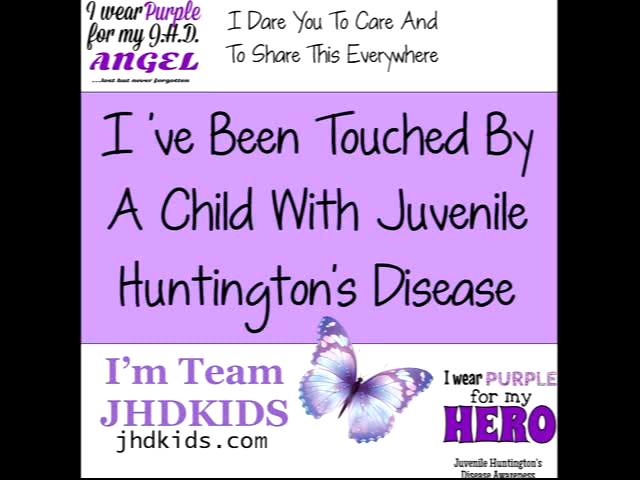 I wear Purple
for my J.H.D.
ANGEL
...lost but never forgotten
I Dare You To Care And
To Share This Everywhere
I 've Been Touched By
A Child With Juvenile
Huntington's Disease
I'm Team
JHDKIDS
jhdkids.com
I wear PURPLE
for my
HERO
Juvenile Huntington's
Disease Awareness